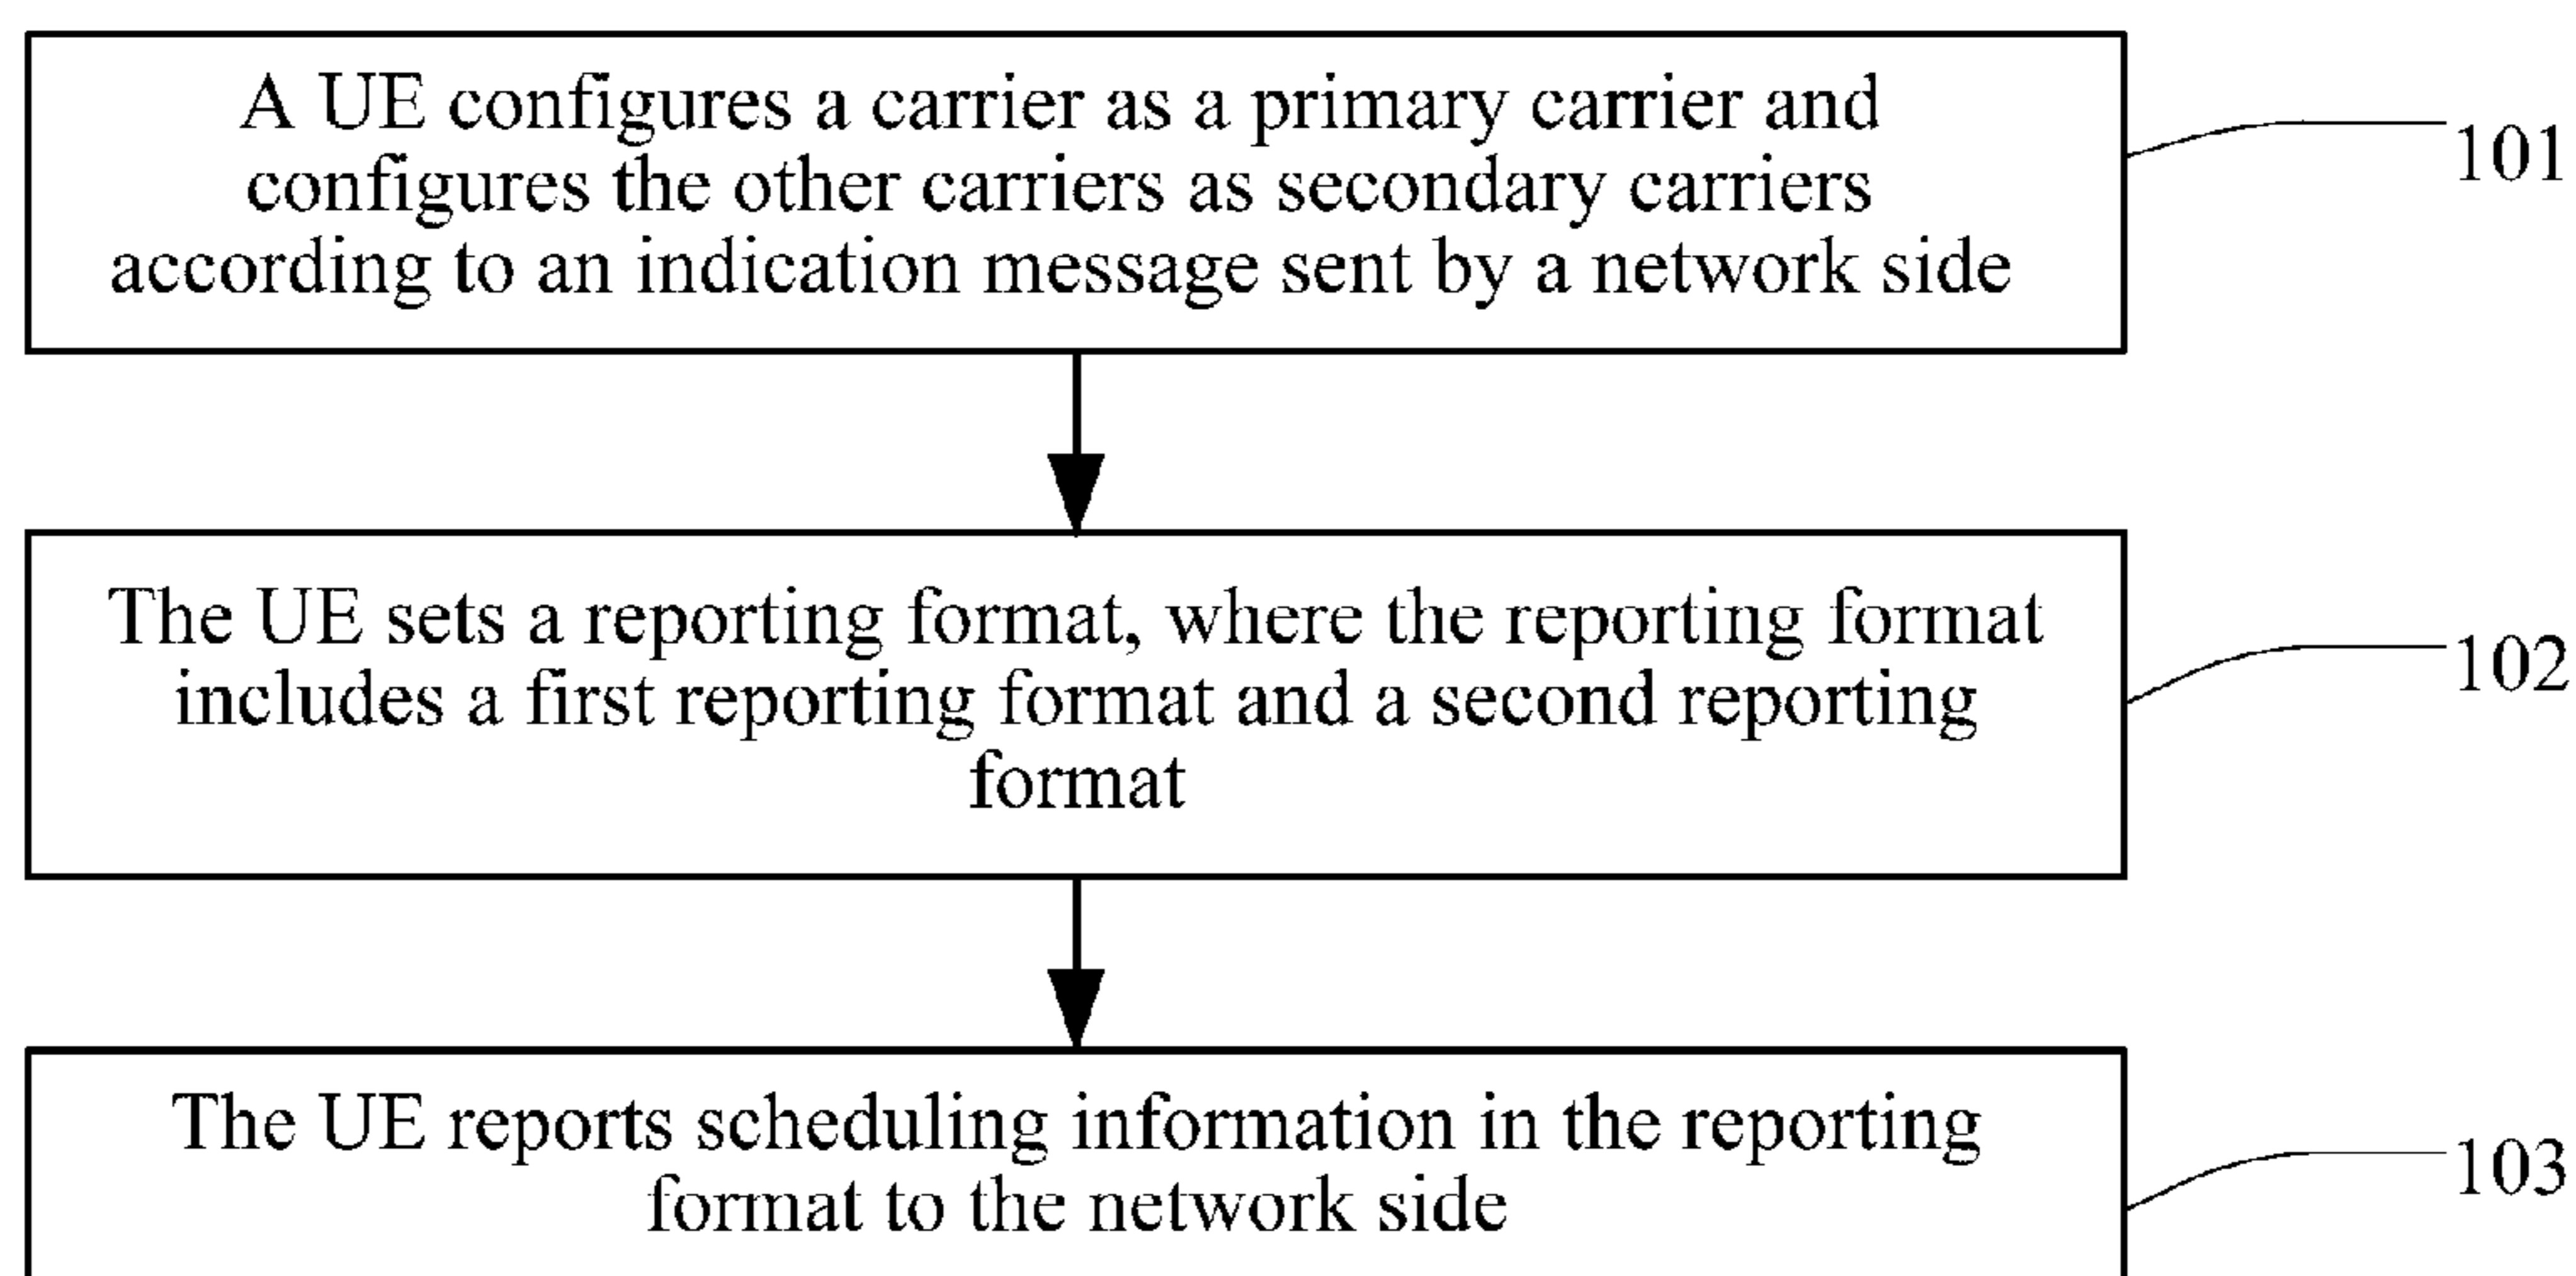 A UE configures a carrier as a primary carrier and
configures the other carriers as secondary carriers
according to an indication message sent by a network side
101
The UE sets a reporting format, where the reporting format
includes a first reporting format and a second reporting
format
102
The UE reports scheduling information in the reporting
format to the network side
103